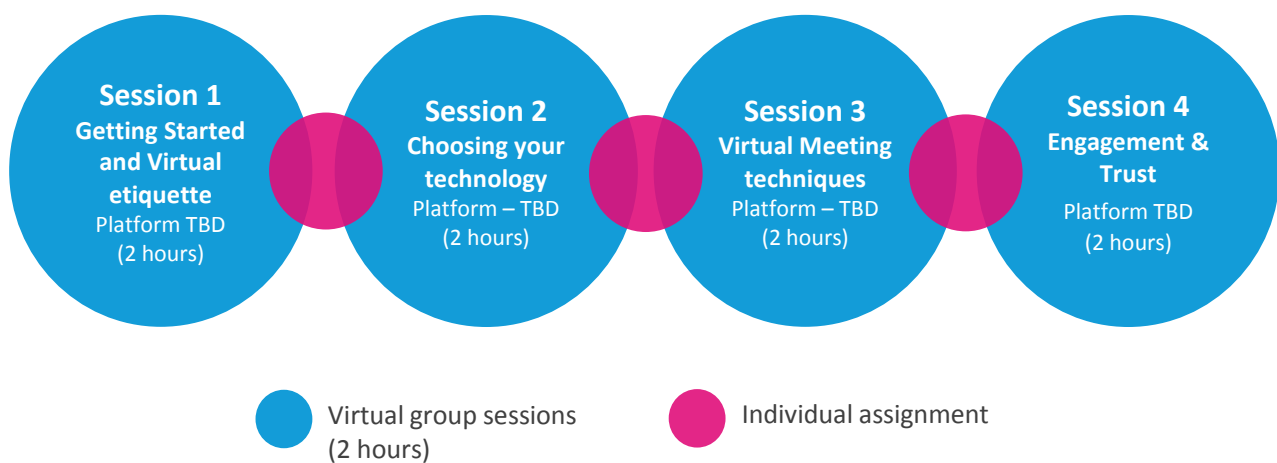 Session 1
Getting Started
and Virtual
etiquette
Platform TBD
(2 hours)
Session 2
Choosing your
technology
Platform – TBD
(2 hours)
Session 3
Virtual Meeting
techniques
Platform – TBD
(2 hours)
Session 4
Engagement &
Trust
Platform TBD
(2 hours)
Virtual group sessions
(2 hours)
Individual assignment